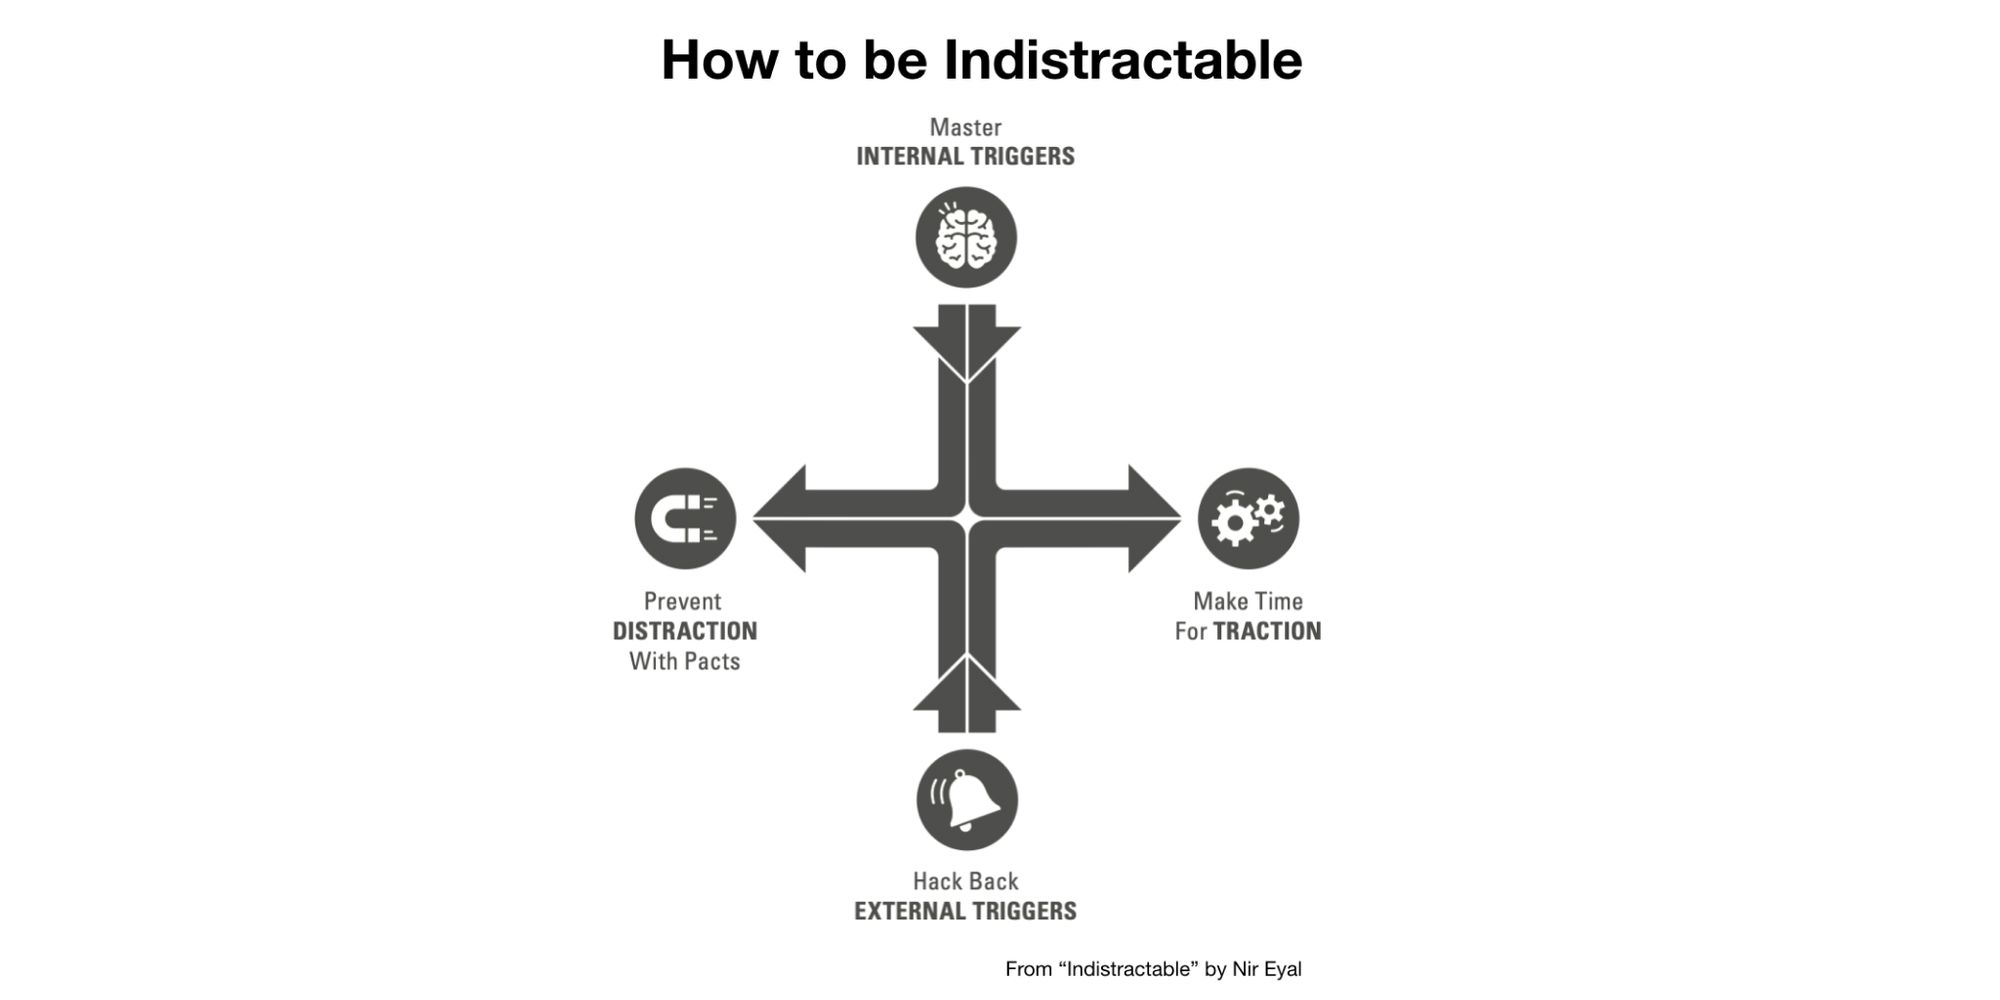 How to be Indistractable
Master
INTERNAL TRIGGERS
Prevent
DISTRACTION
With Pacts
Make Time
For TRACTION
Hack Back
EXTERNAL TRIGGERS
From “Indistractable” by Nir Eyal